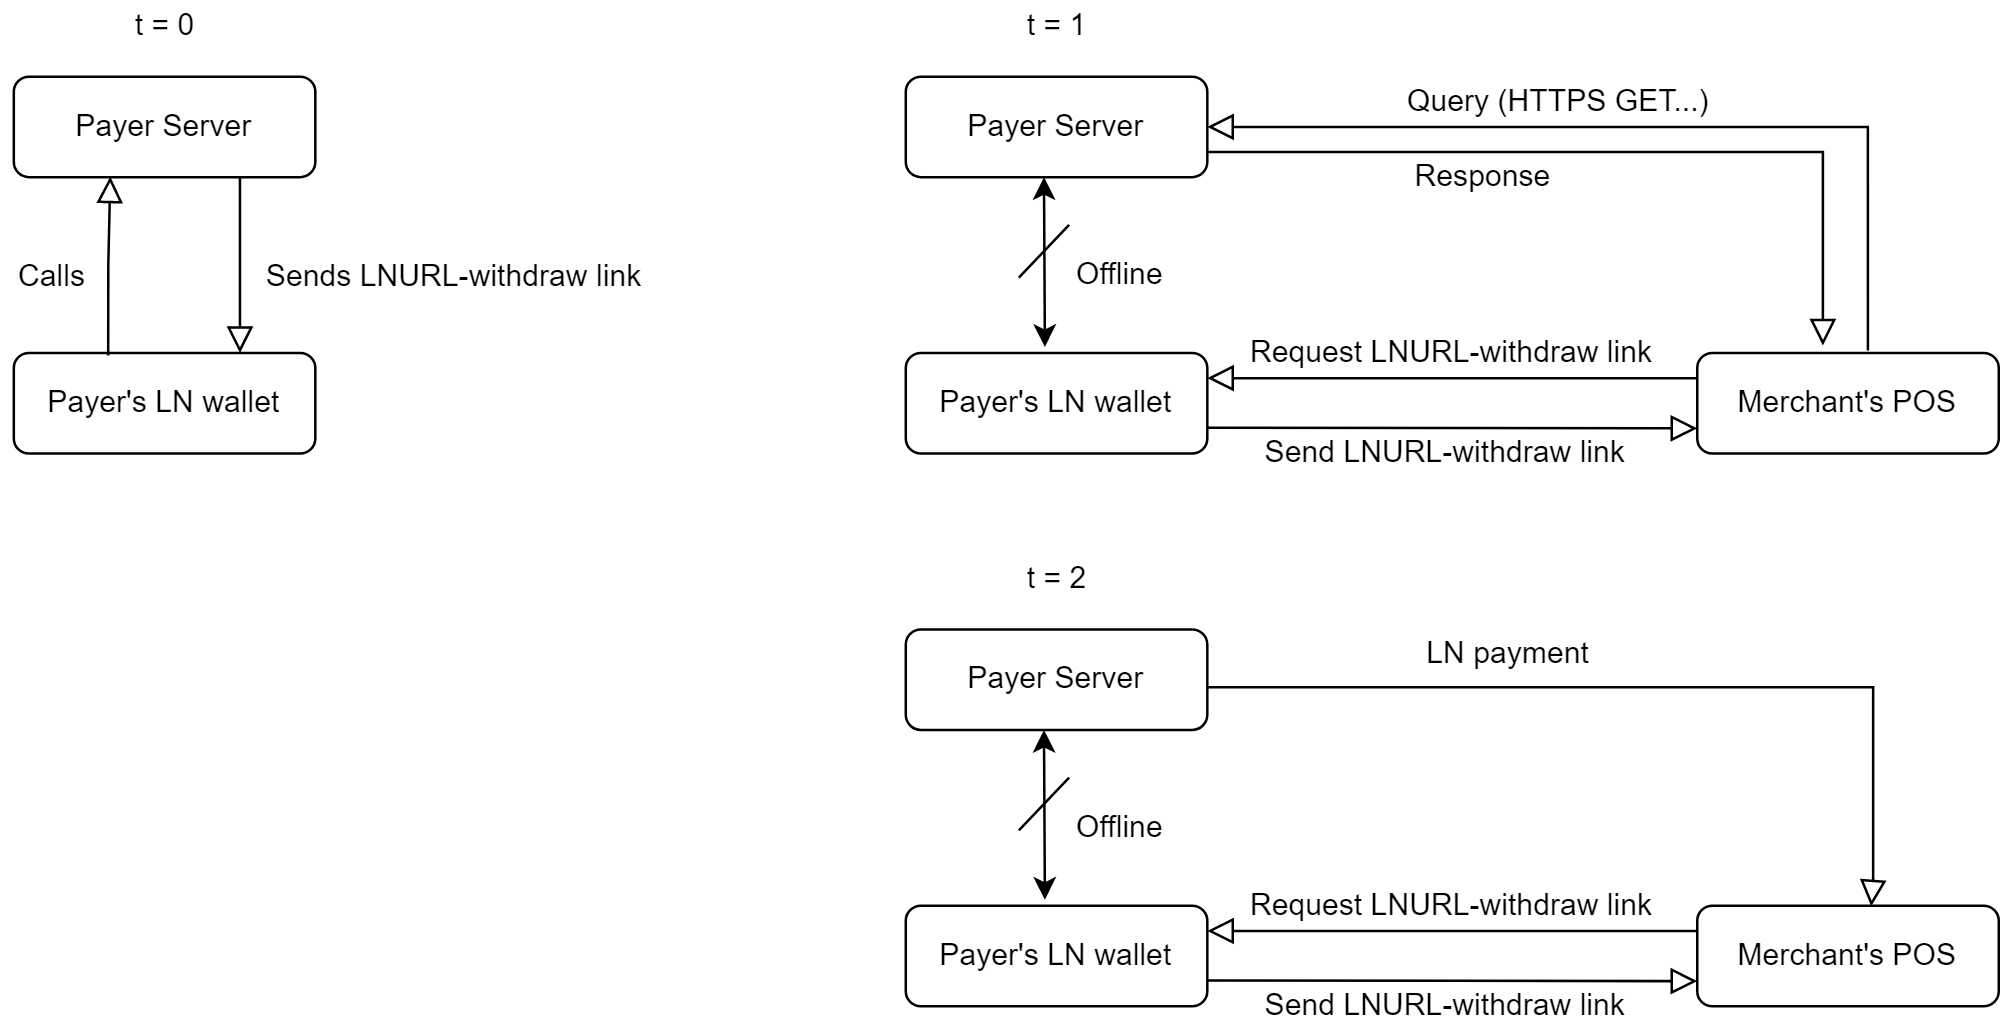 t = 0
Payer Server
Calls
Sends LNURL-withdraw link
Payer's LN wallet
t = 1
Payer Server
Query (HTTPS GET...)
Response
Offline
Request LNURL-withdraw link
Payer's LN wallet
Merchant's POS
Send LNURL-withdraw link
t = 2
Payer Server
LN payment
Offline
Request LNURL-withdraw link
Payer's LN wallet
Merchant's POS
Send LNURL-withdraw link